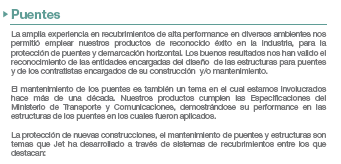 Puentes
La amplia experiencia en recubrimientos de alta performance en diversos ambientes nos
permitió emplear nuestros productos de reconocido éxito en la industria, para la
protección de puentes y demarcación horizontal. Los buenos resultados nos han valido el
reconocimiento de las entidades encargadas del diseño de las estructuras para puentes
y de los contratistas encargados de su construcción y/o mantenimiento.
El mantenimiento de los puentes es también un tema en el cual estamos involucrados
hace más de una década. Nuestros productos cumplen las Especificaciones del
Ministerio de Transporte y Comunicaciones, demostrándose su performance en las
estructuras de los puentes en los cuales fueron aplicados.
La protección de nuevas construcciones, el mantenimiento de puentes y estructuras son
temas que Jet ha desarrollado a través de sistemas de recubrimientos entre los que
destacan: